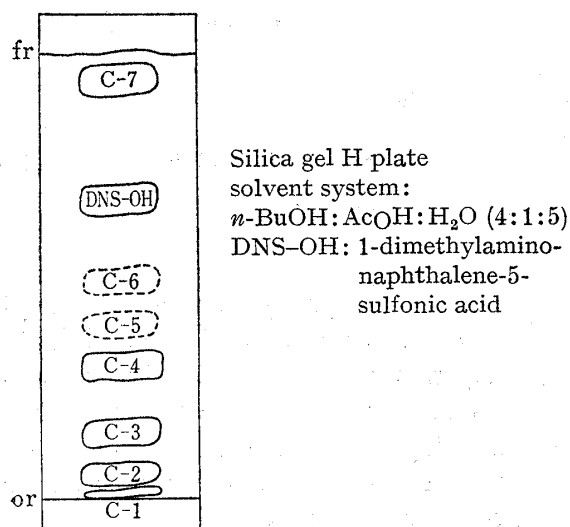 fr
C-7
DNS-OH
C-6
C-5
C-4
C-3
C-2
or
C-1
Silica gel H plate
solvent system:
n-BuOH:AcOH:H₂O (4:1:5)
DNS-OH: 1-dimethylamino-
naphthalene-5-
sulfonic acid